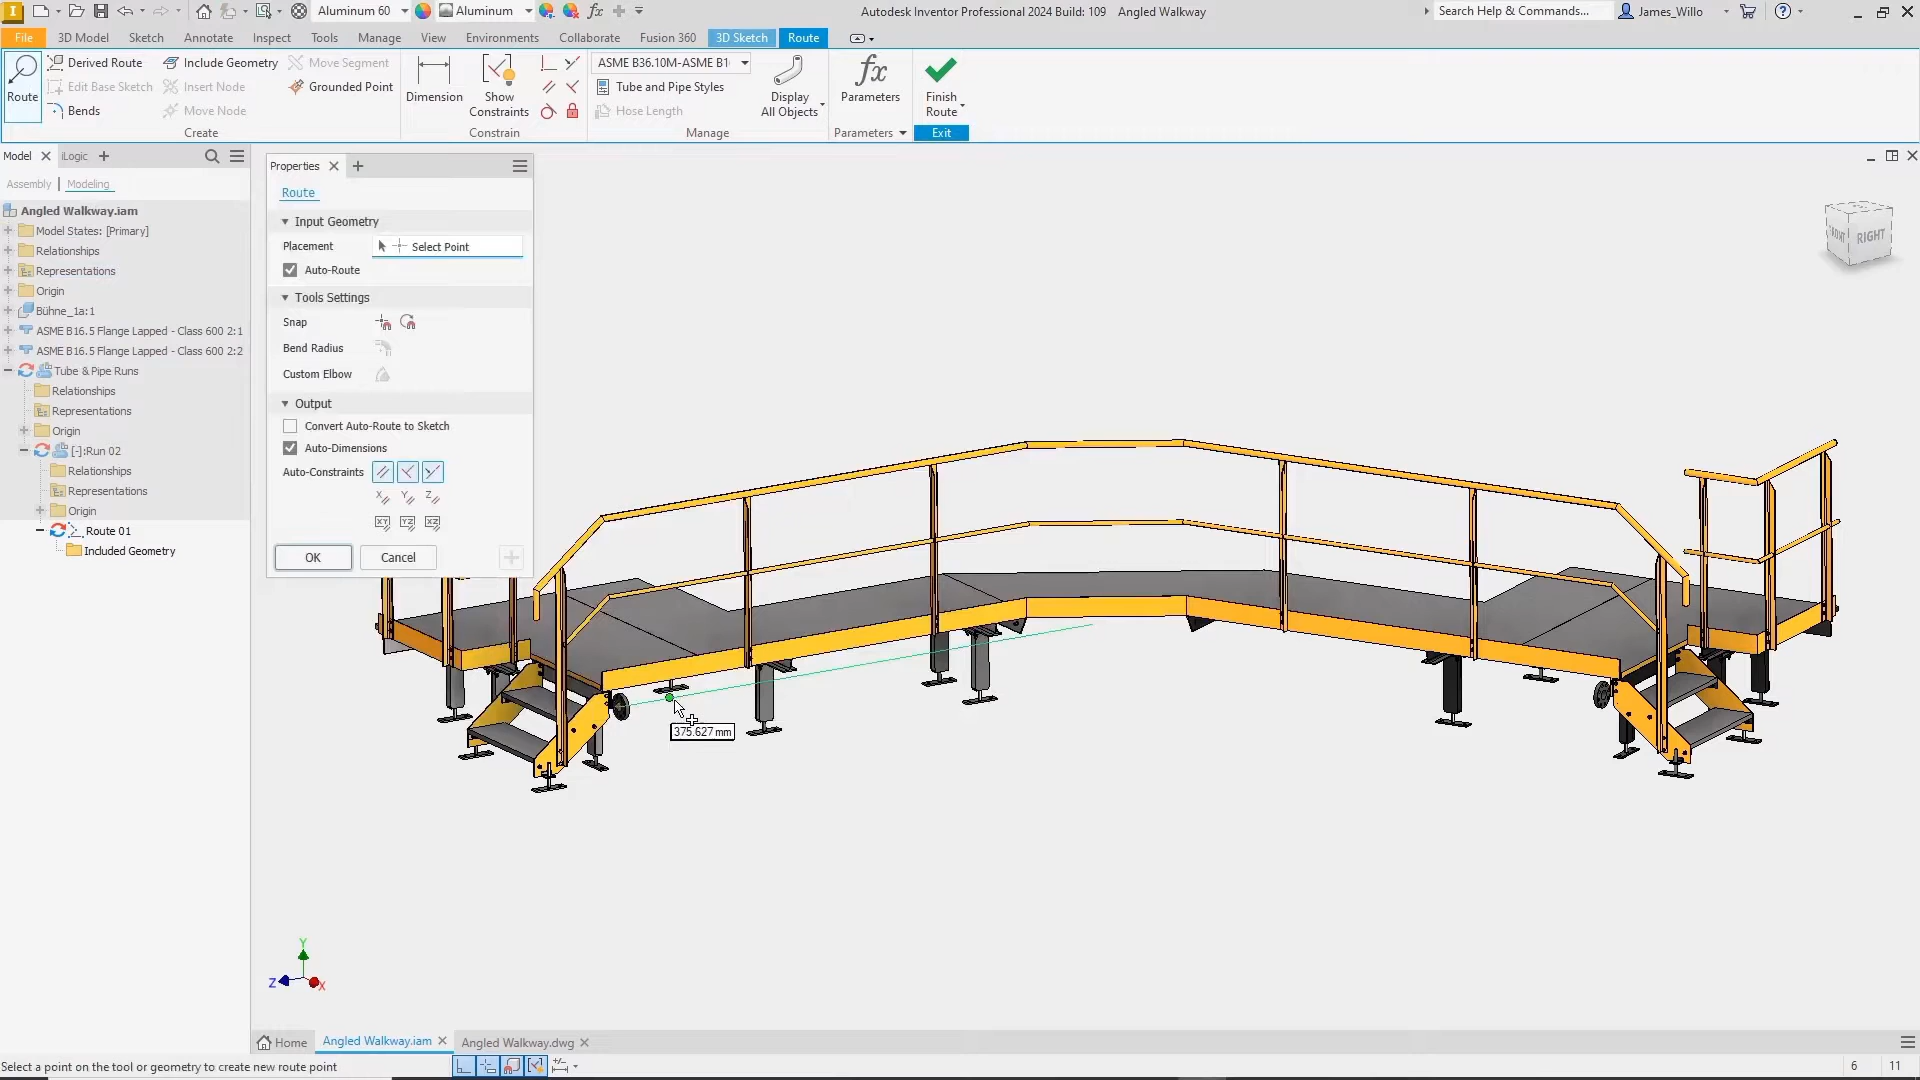 Aluminum 60
Aluminum
Autodesk Inventor Professional 2024 Build: 109 Angled Walkway
Search Help & Commands...
James_Willo
File
3D Model
Sketch
Annotate
Inspect
Tools
Manage
View
Environments
Collaborate
Fusion 360
3D Sketch
Route
Route
Derived Route
Edit Base Sketch
Bends
Include Geometry
Insert Node
Move Node
Move Segment
Grounded Point
Create
Dimension
Show
Constraints
Constrain
ASME B36.10M-ASME B1
Tube and Pipe Styles
Hose Length
Display
All Objects
Manage
fx
Parameters
Parameters
Finish
Route
Exit
Model
iLogic
Assembly
Modeling
Angled Walkway.iam
Model States: [Primary]
Relationships
Representations
Origin
Bühne_1a:1
ASME B16.5 Flange Lapped - Class 600 2:1
ASME B16.5 Flange Lapped - Class 600 2:2
Tube & Pipe Runs
Relationships
Representations
Origin
[-]:Run 02
Relationships
Representations
Origin
Route 01
Included Geometry
Properties
Route
Input Geometry
Placement
Select Point
Auto-Route
Tools Settings
Snap
Bend Radius
Custom Elbow
Output
Convert Auto-Route to Sketch
Auto-Dimensions
Auto-Constraints
X Y Z
XY YZ XZ
OK
Cancel
RIGHT
375.627 mm
Y
Z
X
Home
Angled Walkway.iam
Angled Walkway.dwg
Select a point on the tool or geometry to create new route point
6
11